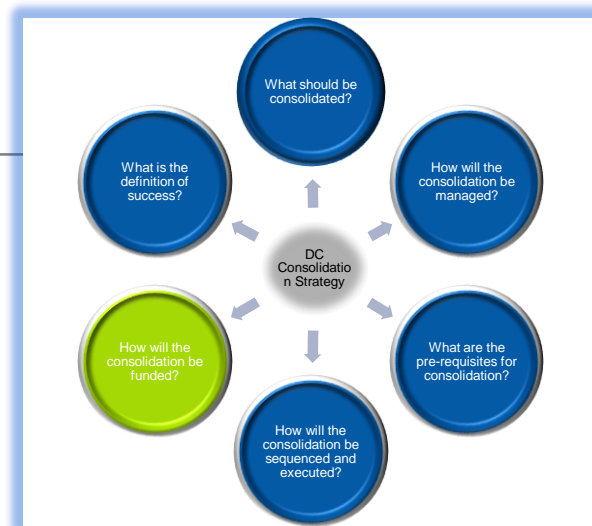 What should be
consolidated?
What is the
definition of
success?
How will the
consolidation be
managed?
DC
Consolidatio
n Strategy
How will the
consolidation be
funded?
What are the
pre-requisites for
consolidation?
How will the
consolidation be
sequenced and
executed?